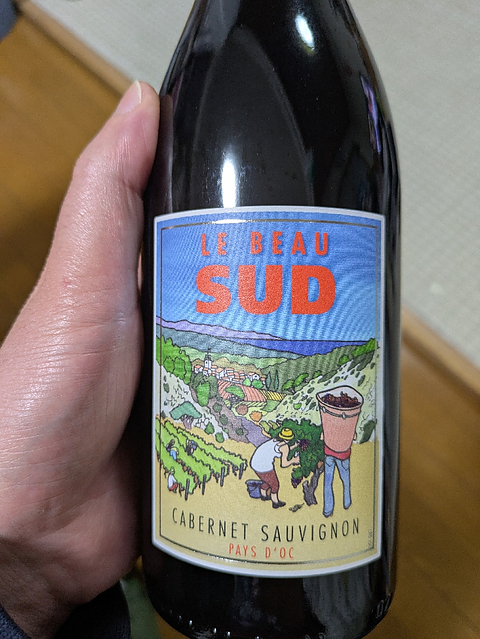 LE BEAU
SUD
CABERNET SAUVIGNON
PAYS D'OC